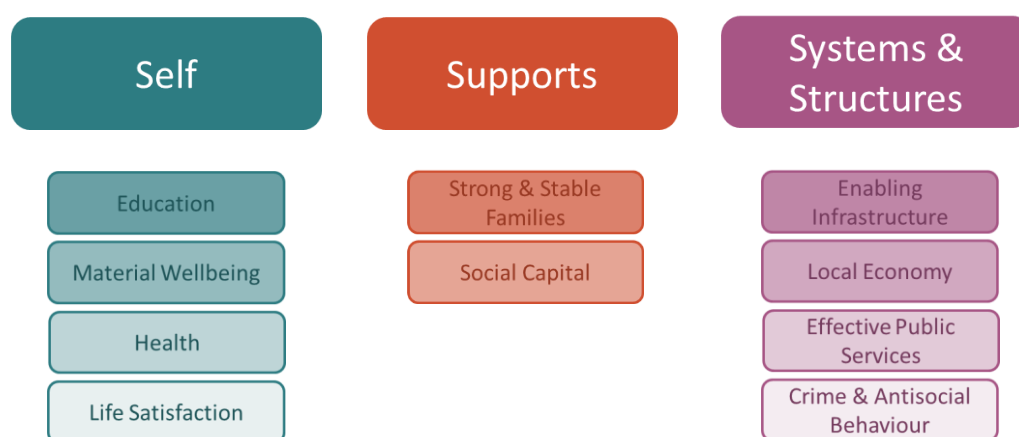 Self
Education
Material Wellbeing
Health
Life Satisfaction
Supports
Strong & Stable
Families
Social Capital
Systems &
Structures
Enabling
Infrastructure
Local Economy
Effective Public
Services
Crime & Antisocial
Behaviour